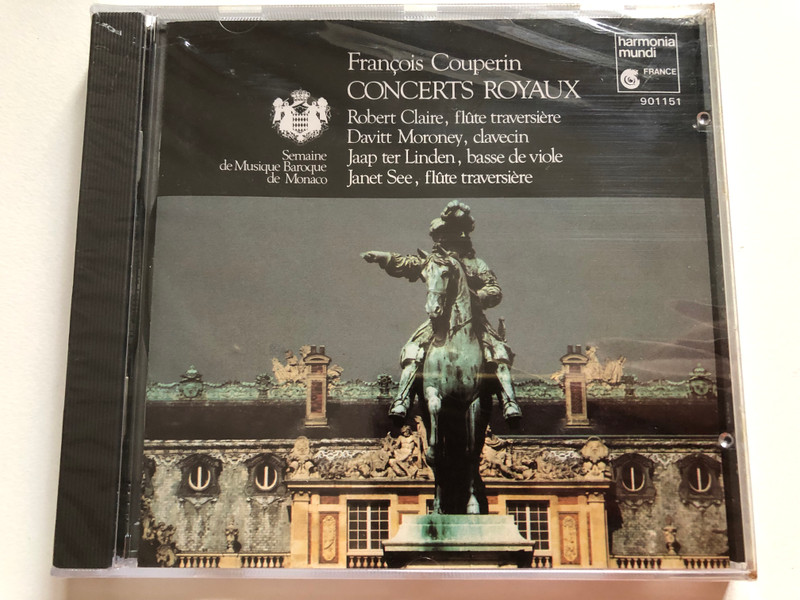 François Couperin
CONCERTS ROYAUX
Robert Claire, flûte traversière
Davitt Moroney, clavecin
Jaap ter Linden, basse de viole
Janet See, flûte traversière
Semaine
de Musique Baroque
de Monaco
harmonia
mundi
FRANCE
901151